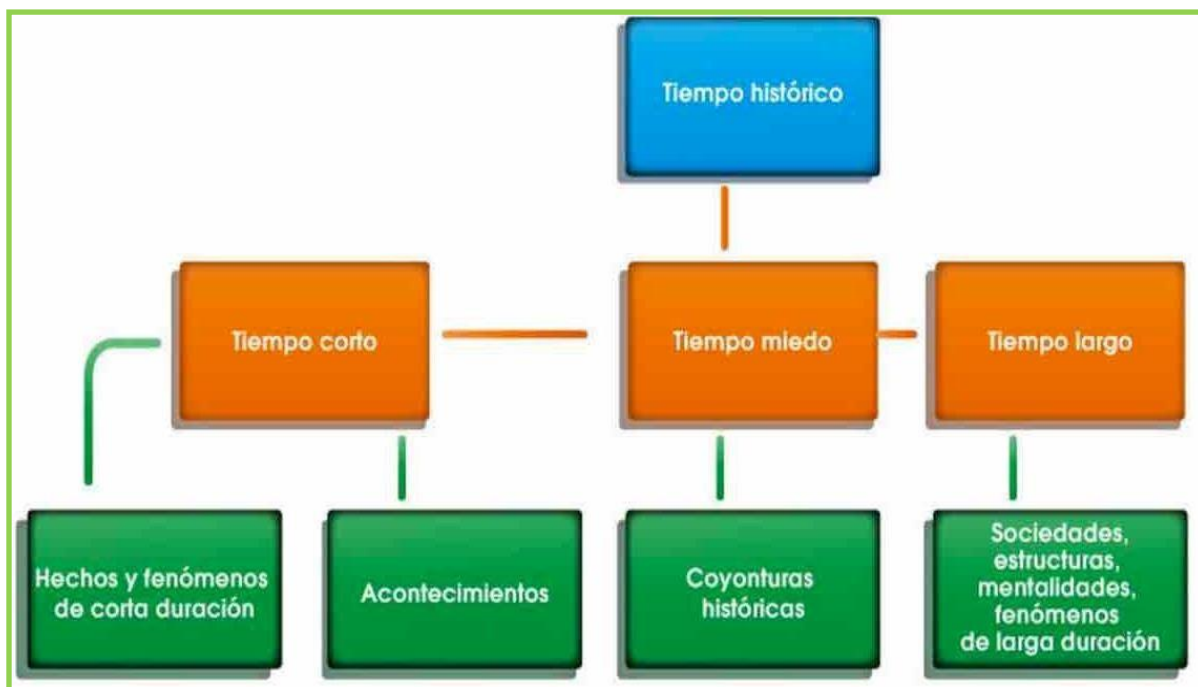 Tiempo histórico
Tiempo corto
Tiempo miedo
Tiempo largo
Hechos y fenómenos
de corta duración
Acontecimientos
Coyonturas
históricas
Sociedades,
estructuras,
mentalidades,
fenómenos
de larga duración